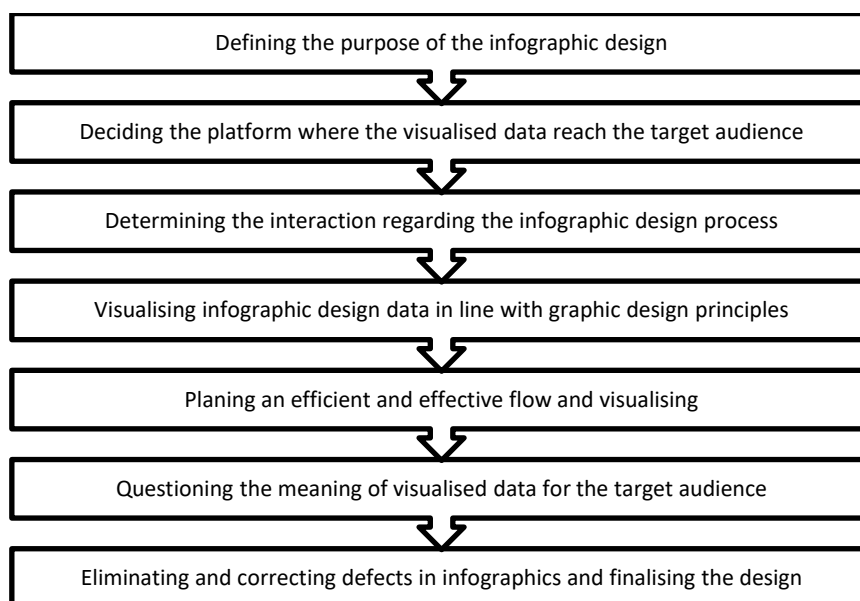 Defining the purpose of the infographic design
Deciding the platform where the visualised data reach the target audience
Determining the interaction regarding the infographic design process
Visualising infographic design data in line with graphic design principles
Planing an efficient and effective flow and visualising
Questioning the meaning of visualised data for the target audience
Eliminating and correcting defects in infographics and finalising the design